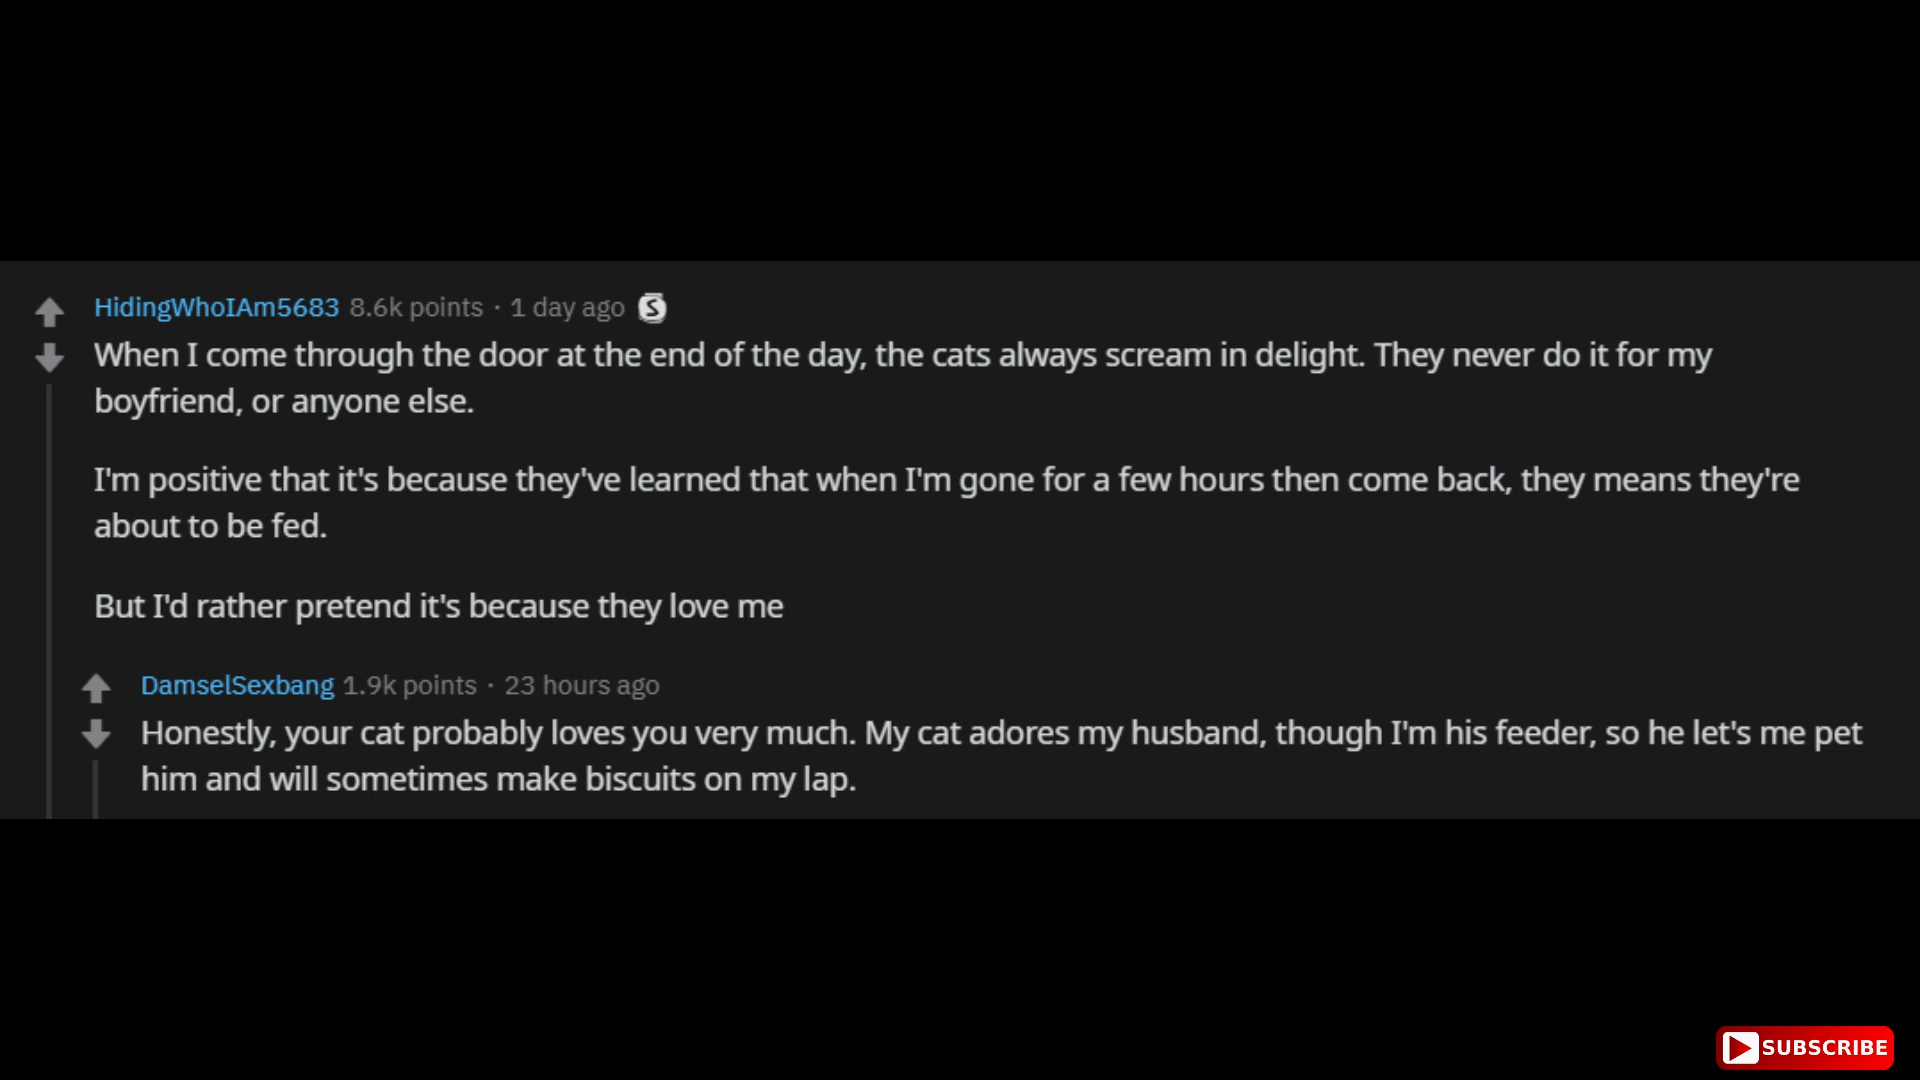 HidingWhoIAm5683 8.6k points · 1 day ago S
When I come through the door at the end of the day, the cats always scream in delight. They never do it for my
boyfriend, or anyone else.
I'm positive that it's because they've learned that when I'm gone for a few hours then come back, they means they're
about to be fed.
But I'd rather pretend it's because they love me
DamselSexbang 1.9k points · 23 hours ago
Honestly, your cat probably loves you very much. My cat adores my husband, though I'm his feeder, so he let's me pet
him and will sometimes make biscuits on my lap.
SUBSCRIBE